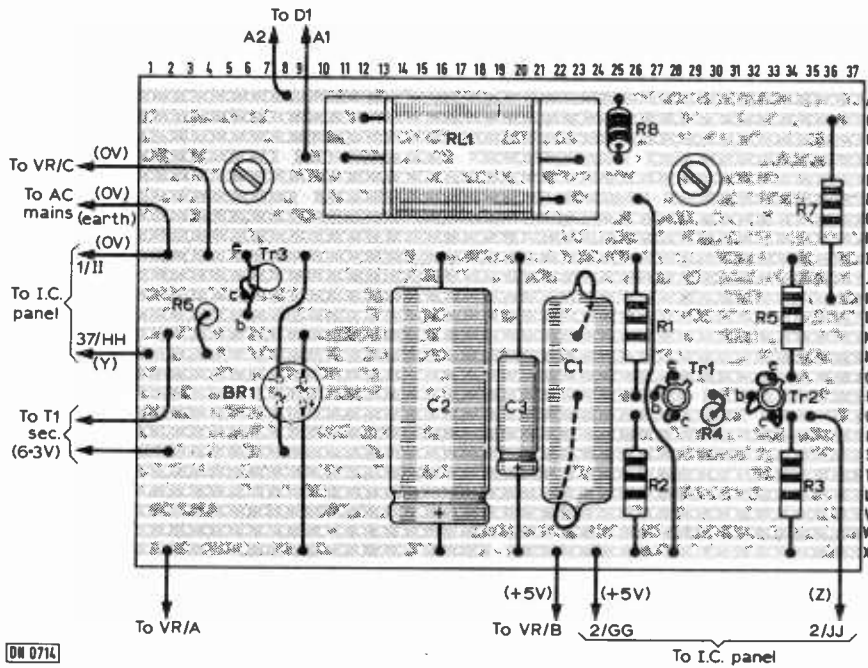 To D1
A2 A1
1 2 3 4 5 6 7 8 9 10 11 12 13 14 15 16 17 18 19 20 21 22 23 24 25 26 27 28 29 30 31 32 33 34 35 36 37
RL1
R8
To VR/C (0V)
To AC mains (0V) (earth)
R7
(0V)
1/II
e
Tr3
c
b
To I.C. panel
R6
37/HH
(Y)
R1
R5
C1
BR1
C2
C3
e
Tr1
b
c
R4
e
b
Tr2
c
To T1 sec. (6·3V)
R2
R3
+
+
(+5V) (+5V) (Z)
To VR/A To VR/B 2/GG 2/JJ
To I.C. panel
DN 0714